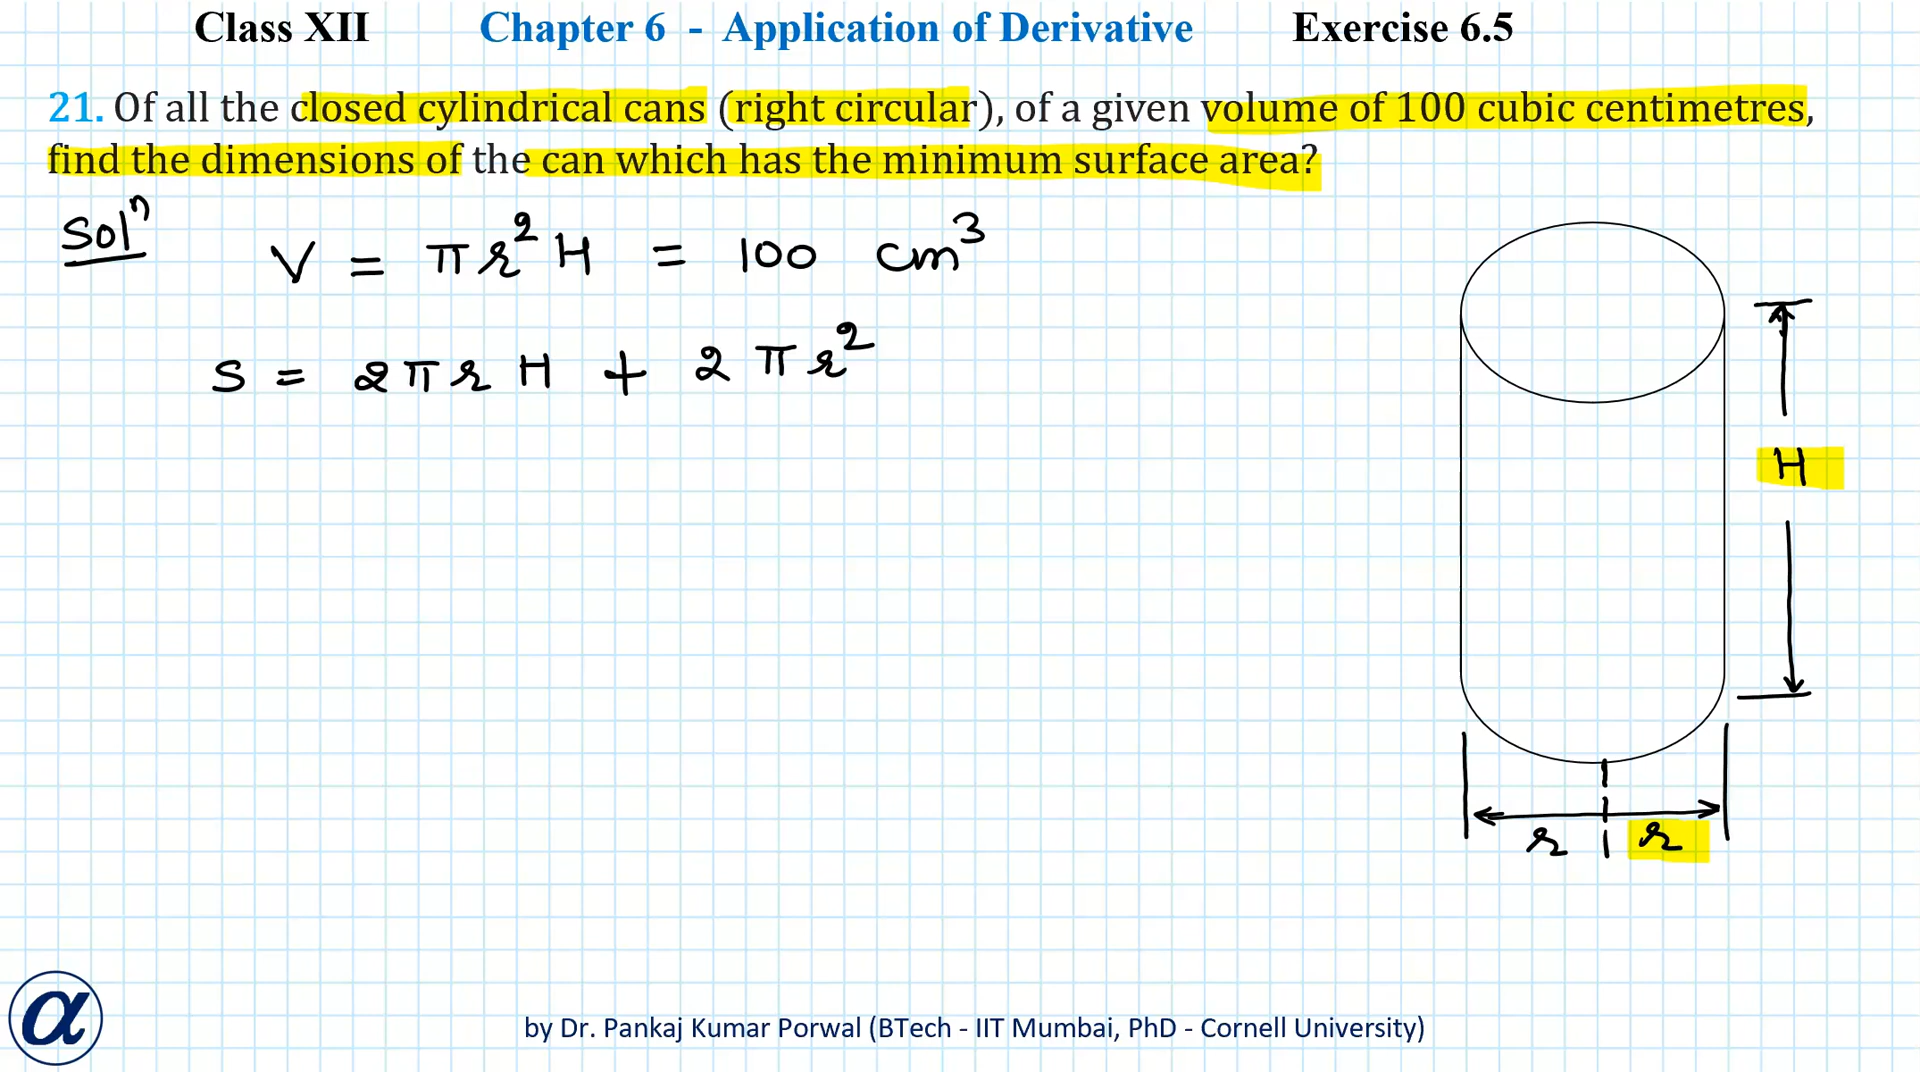 Class XII Chapter 6 - Application of Derivative Exercise 6.5
21. Of all the closed cylindrical cans (right circular), of a given volume of 100 cubic centimetres,
find the dimensions of the can which has the minimum surface area?
Solⁿ V = πr²H = 100 cm³
S = 2πrH + 2πr²
H
r r
α
by Dr. Pankaj Kumar Porwal (BTech - IIT Mumbai, PhD - Cornell University)